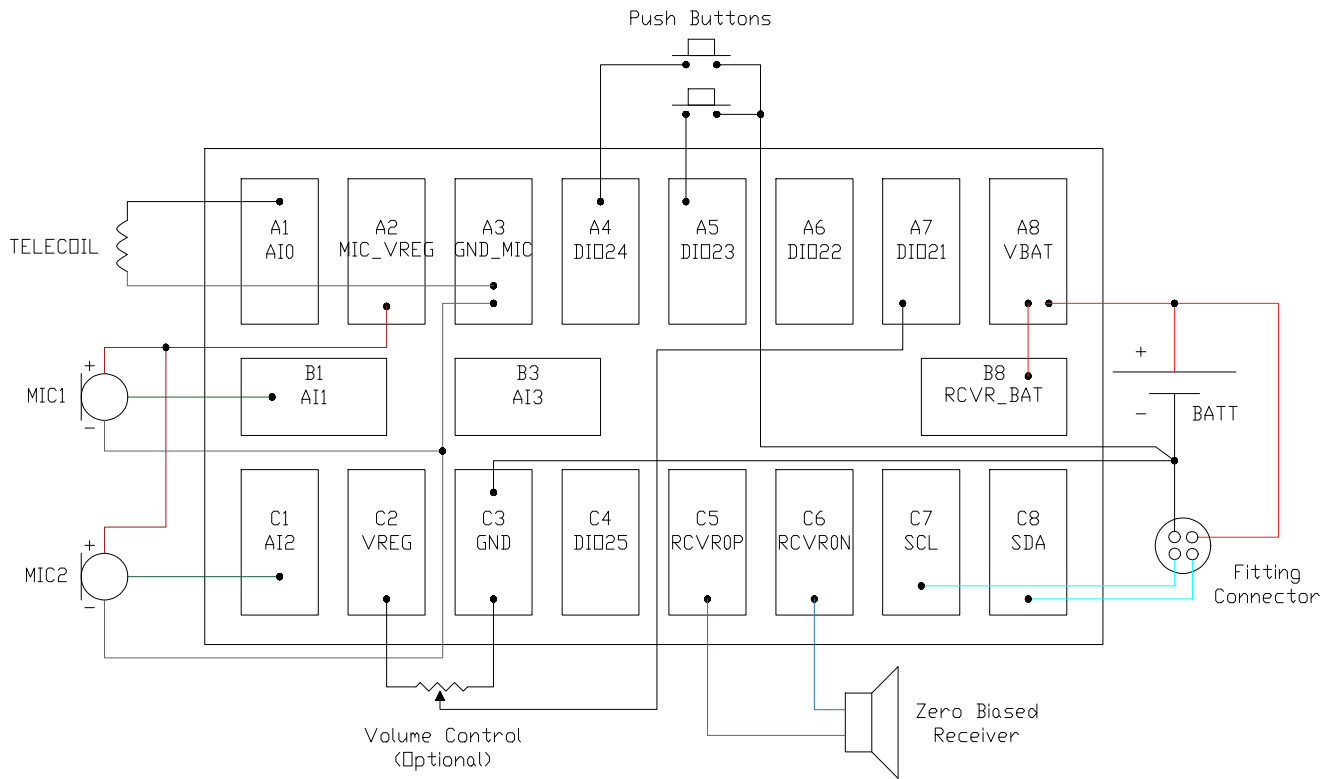 Push Buttons
A1
AI0
A2
MIC_VREG
A3
GND_MIC
A4
DIO24
A5
DIO23
A6
DIO22
A7
DIO21
A8
VBAT
TELECOIL
+
MIC1
-
B1
AI1
B3
AI3
B8
RCVR_BAT
+
-
BATT
+
MIC2
-
C1
AI2
C2
VREG
C3
GND
C4
DIO25
C5
RCVR0P
C6
RCVR0N
C7
SCL
C8
SDA
Fitting
Connector
Volume Control
(Optional)
Zero Biased
Receiver